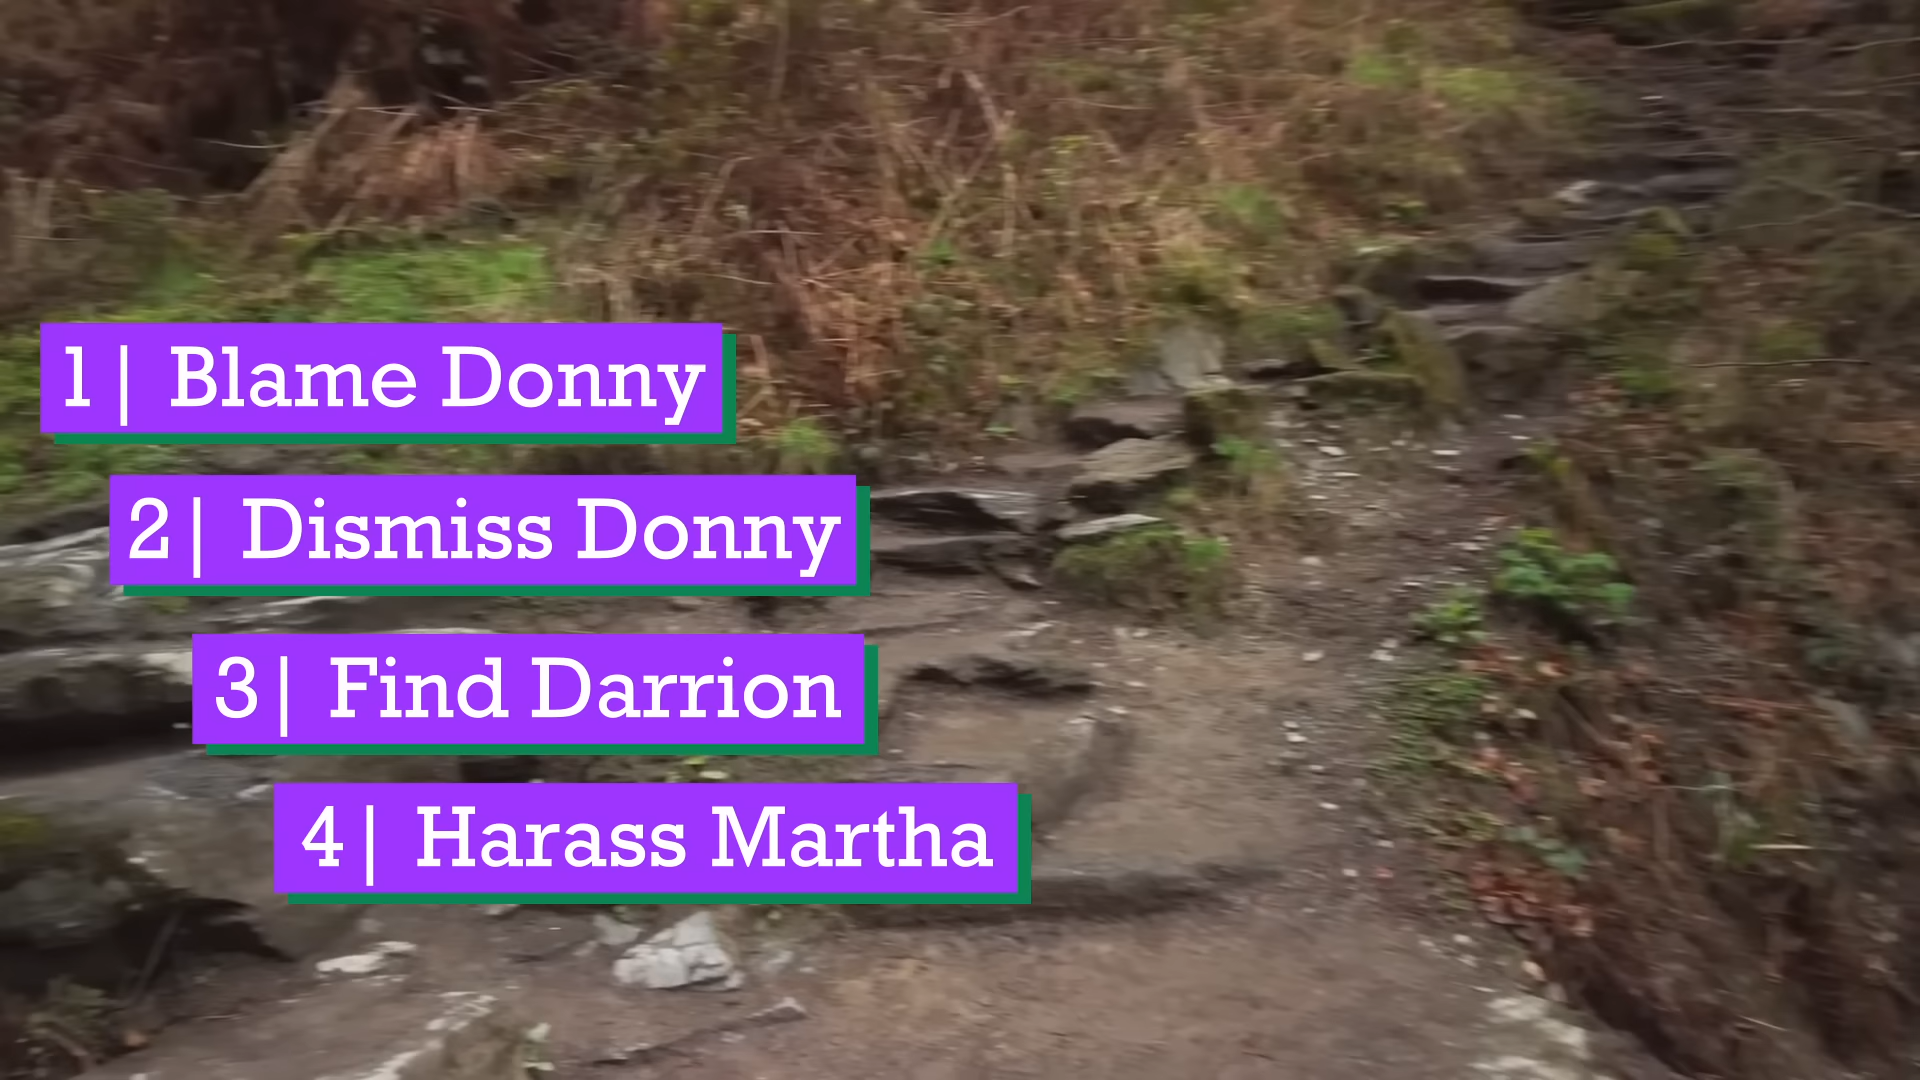 1| Blame Donny
2| Dismiss Donny
3| Find Darrion
4| Harass Martha